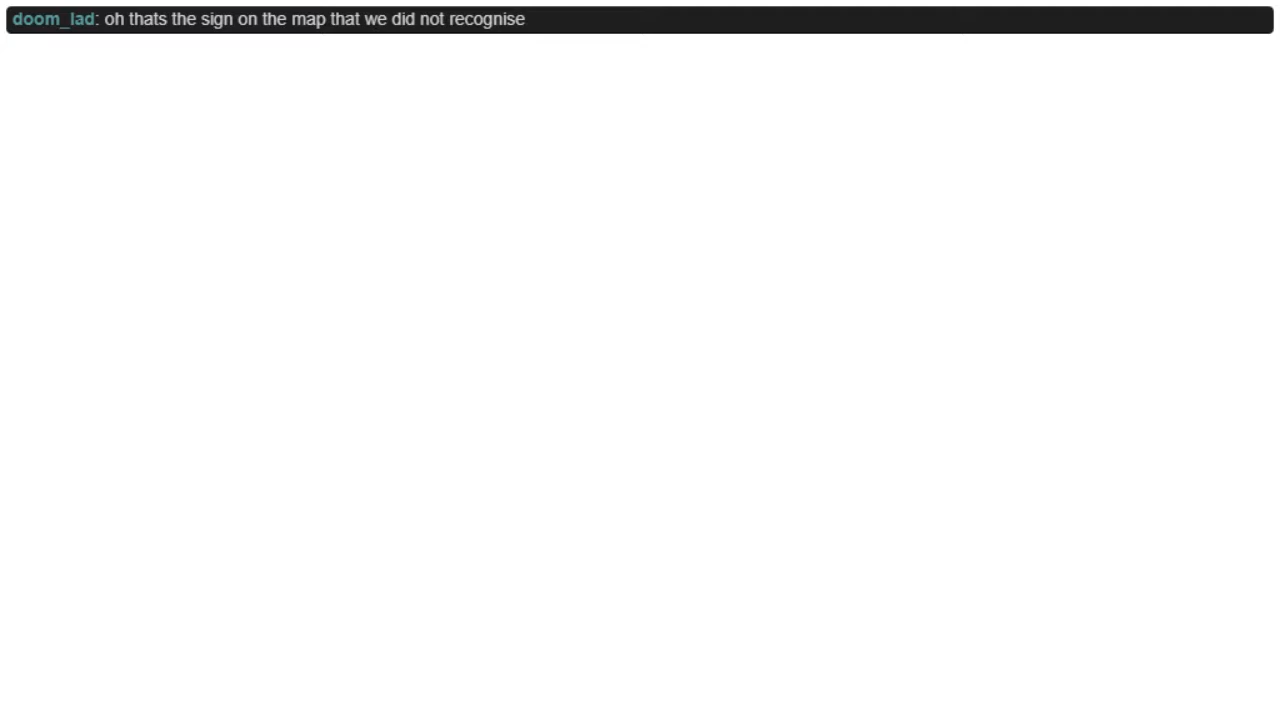 doom_lad: oh thats the sign on the map that we did not recognise